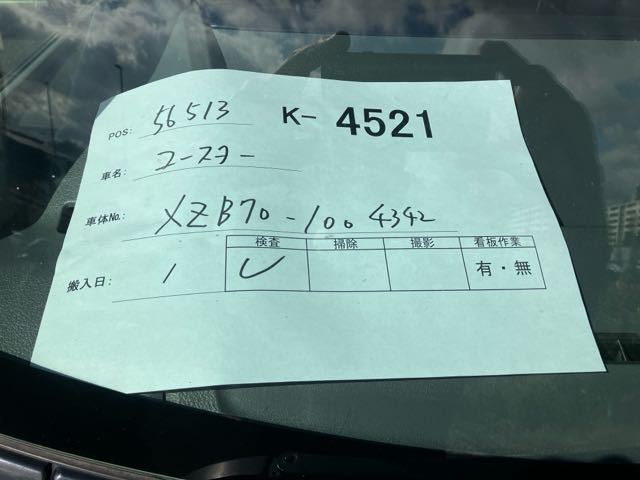 POS: 56513 K- 4521
車名: コースター
車体No.: XZB70-1004342
検査 掃除 撮影 看板作業
搬入日: / ✓ 有・無